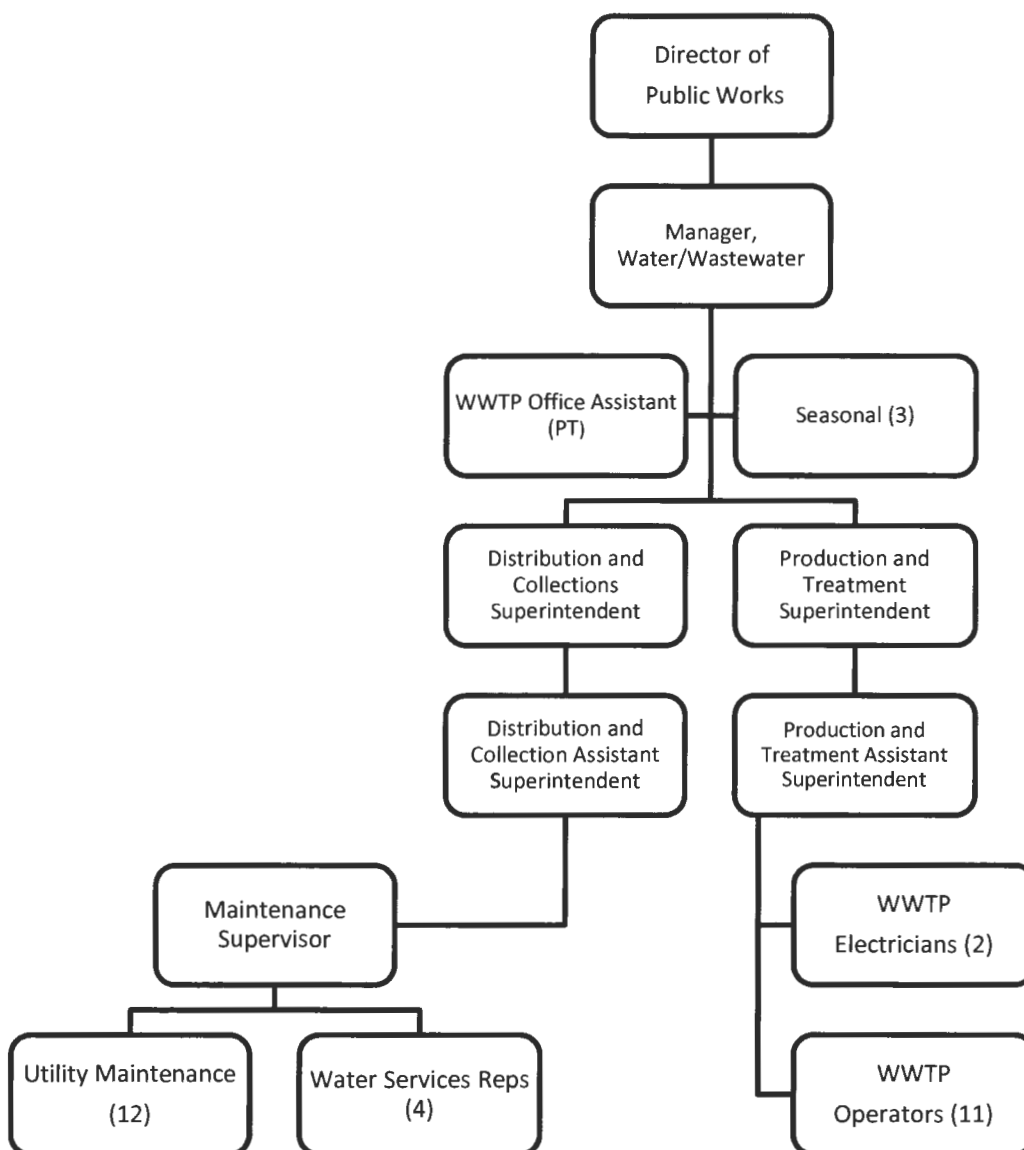 Director of
Public Works
Manager,
Water/Wastewater
WWTP Office Assistant
(PT)
Seasonal (3)
Distribution and
Collections
Superintendent
Production and
Treatment
Superintendent
Distribution and
Collection Assistant
Superintendent
Production and
Treatment Assistant
Superintendent
Maintenance
Supervisor
WWTP
Electricians (2)
Utility Maintenance
(12)
Water Services Reps
(4)
WWTP
Operators (11)